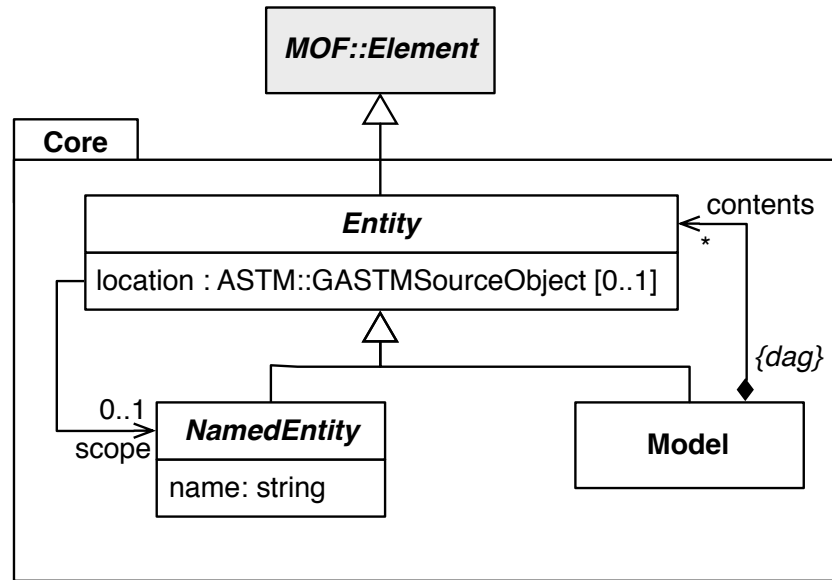 MOF::Element
Core
Entity
contents
*
location : ASTM::GASTMSourceObject [0..1]
{dag}
0..1
scope
NamedEntity
Model
name: string